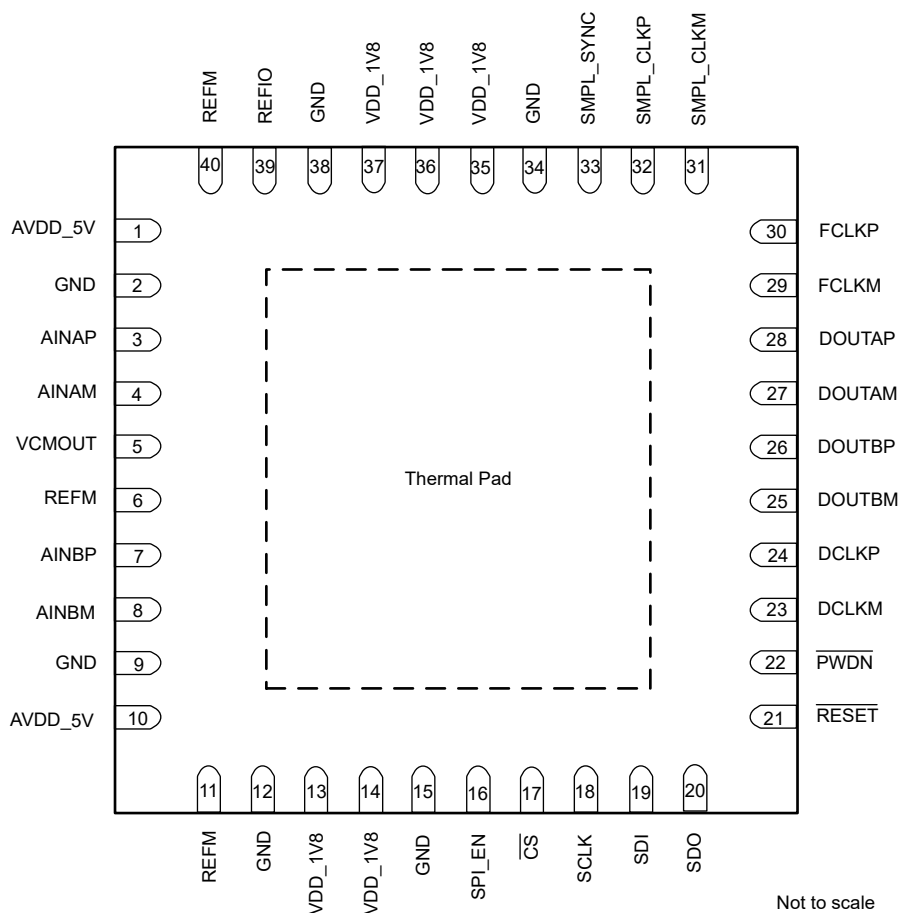 REFM
REFIO
GND
VDD_1V8
VDD_1V8
VDD_1V8
GND
SMPL_SYNC
SMPL_CLKP
SMPL_CLKM
40
39
38
37
36
35
34
33
32
31
AVDD_5V 1
GND 2
AINAP 3
AINAM 4
VCMOUT 5
REFM 6
AINBP 7
AINBM 8
GND 9
AVDD_5V 10
Thermal Pad
30 FCLKP
29 FCLKM
28 DOUTAP
27 DOUTAM
26 DOUTBP
25 DOUTBM
24 DCLKP
23 DCLKM
22 PWDN
21 RESET
11
12
13
14
15
16
17
18
19
20
REFM
GND
VDD_1V8
VDD_1V8
GND
SPI_EN
CS
SCLK
SDI
SDO
Not to scale